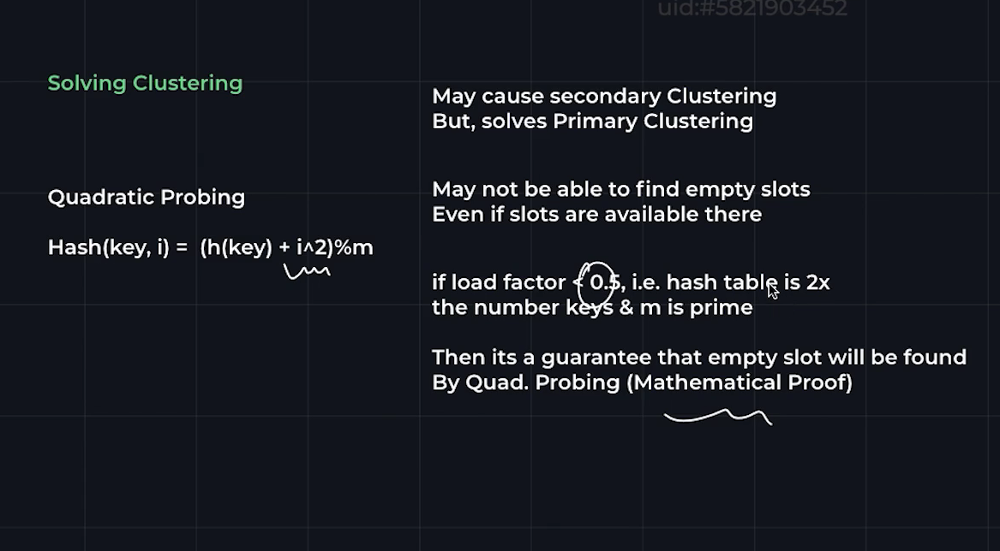 uid:#5821903452
Solving Clustering
Quadratic Probing
Hash(key, i) = (h(key) + i^2)%m
May cause secondary Clustering
But, solves Primary Clustering
May not be able to find empty slots
Even if slots are available there
if load factor < 0.5, i.e. hash table is 2x
the number keys & m is prime
Then its a guarantee that empty slot will be found
By Quad. Probing (Mathematical Proof)